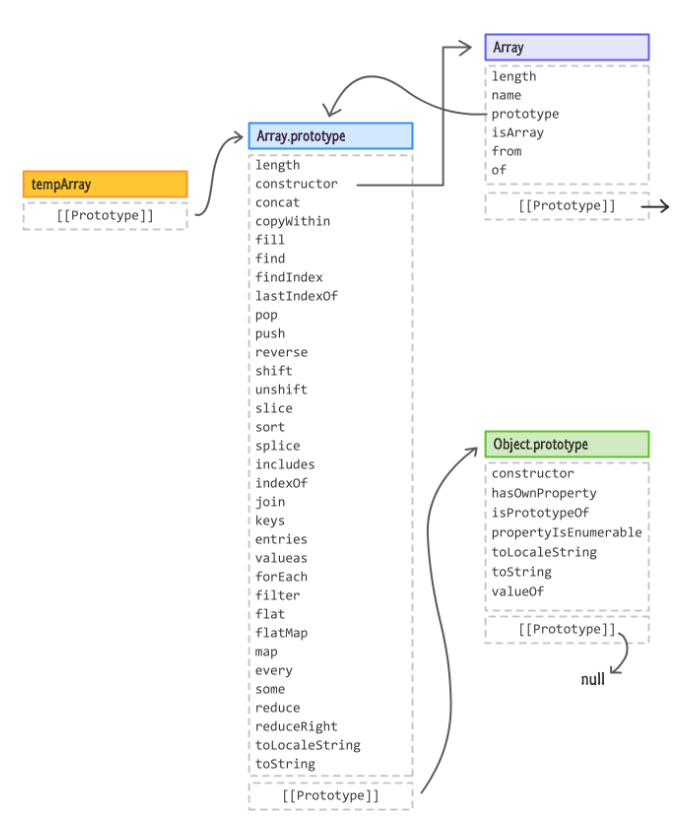 tempArray
[[Prototype]]
Array.prototype
length
constructor
concat
copyWithin
fill
find
findIndex
lastIndexOf
pop
push
reverse
shift
unshift
slice
sort
splice
includes
indexOf
join
keys
entries
valueas
forEach
filter
flat
flatMap
map
every
some
reduce
reduceRight
toLocaleString
toString
[[Prototype]]
Array
length
name
prototype
isArray
from
of
[[Prototype]]
Object.prototype
constructor
hasOwnProperty
isPrototypeOf
propertyIsEnumerable
toLocaleString
toString
valueOf
[[Prototype]]
null